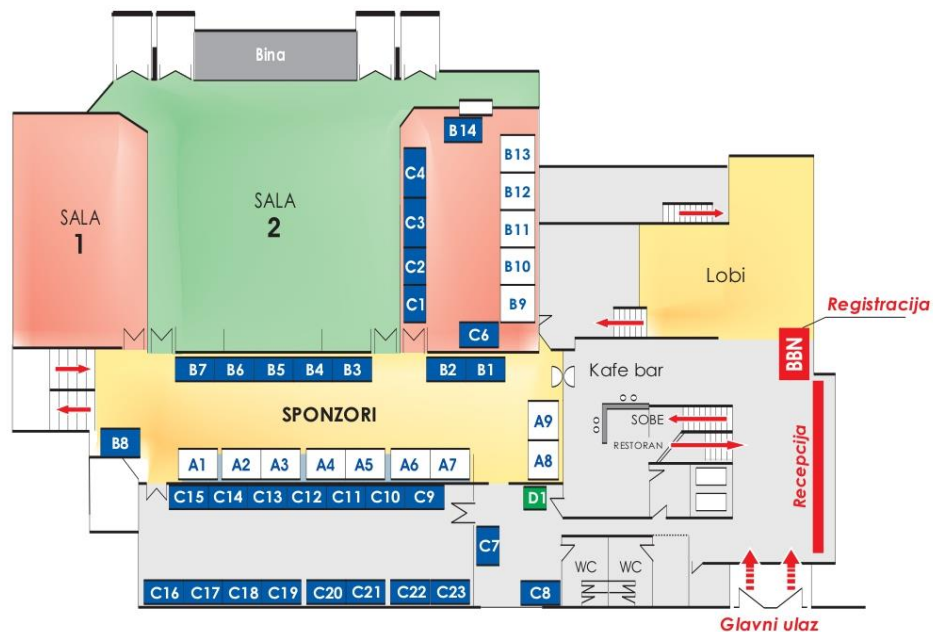 Bina
B14
B13
C4
B12
SALA
1
SALA
2
C3
B11
C2
B10
Lobi
C1
B9
Registracija
C6
BBN
B7 B6 B5 B4 B3 B2 B1
Kafe bar
SPONZORI
A9
SOBE
RESTORAN
B8
A1 A2 A3 A4 A5 A6 A7 A8
Recepcija
C15 C14 C13 C12 C11 C10 C9
D1
C7
WC WC
C16 C17 C18 C19 C20 C21 C22 C23 C8
Glavni ulaz